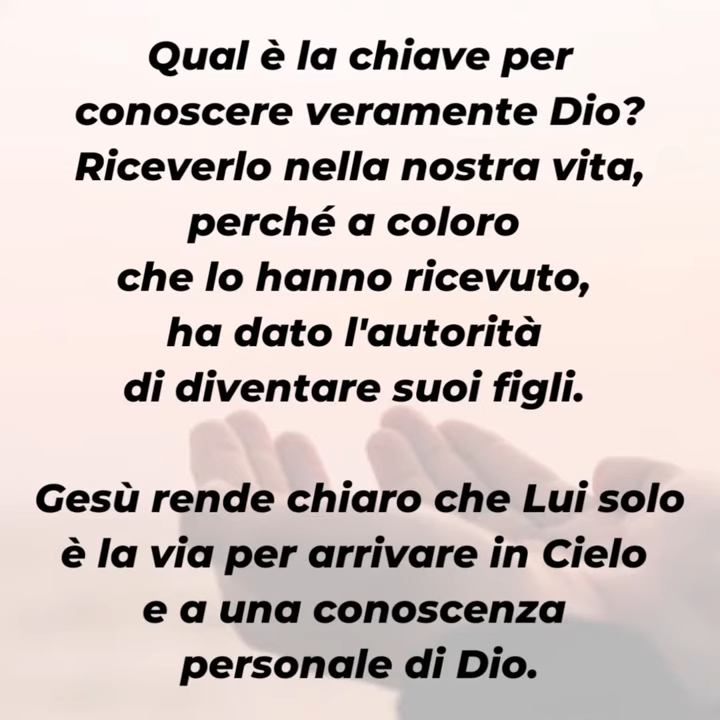 Qual è la chiave per
conoscere veramente Dio?
Riceverlo nella nostra vita,
perché a coloro
che lo hanno ricevuto,
ha dato l'autorità
di diventare suoi figli.
Gesù rende chiaro che Lui solo
è la via per arrivare in Cielo
e a una conoscenza
personale di Dio.